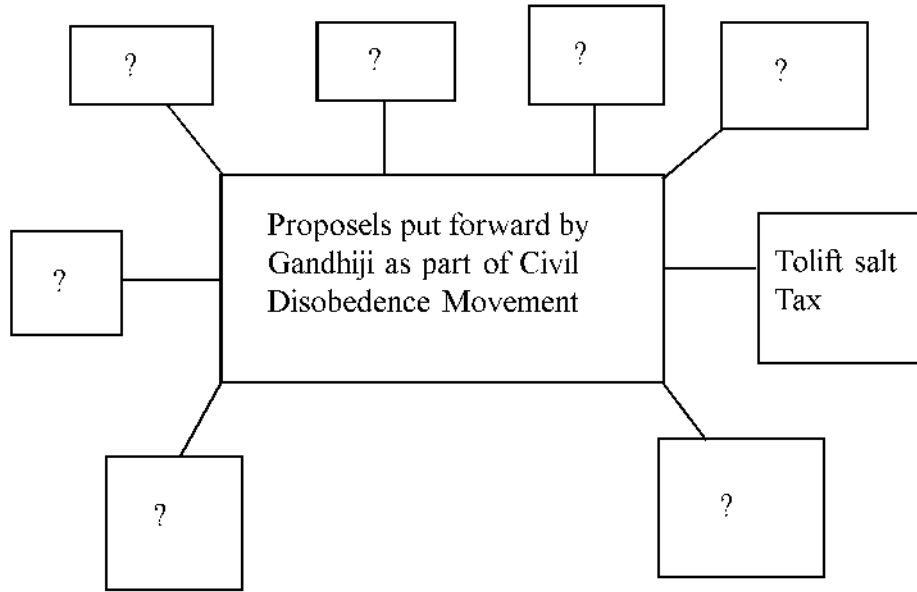 ?
?
?
?
Proposels put forward by
Gandhiji as part of Civil
Disobedence Movement
?
Tolift salt
Tax
?
?